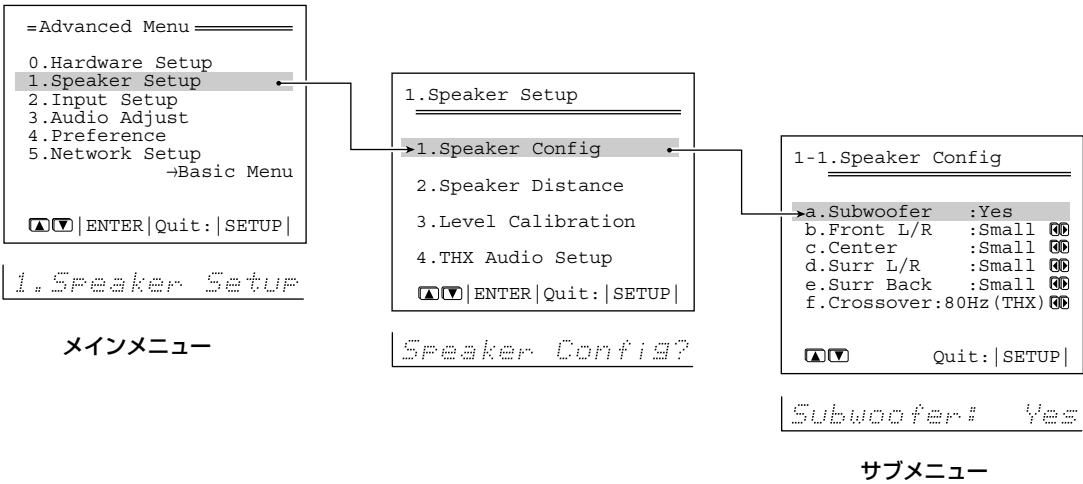 =Advanced Menu
0.Hardware Setup
1.Speaker Setup
2.Input Setup
3.Audio Adjust
4.Preference
5.Network Setup
→Basic Menu
▲▼|ENTER|Quit:|SETUP|
1.Speaker Setup
メインメニュー
1.Speaker Setup
1.Speaker Config
2.Speaker Distance
3.Level Calibration
4.THX Audio Setup
▲▼|ENTER|Quit:|SETUP|
Speaker Config?
1-1.Speaker Config
a.Subwoofer :Yes
b.Front L/R :Small ◀▶
c.Center :Small ◀▶
d.Surr L/R :Small ◀▶
e.Surr Back :Small ◀▶
f.Crossover:80Hz(THX)◀▶
▲▼ Quit:|SETUP|
Subwoofer: Yes
サブメニュー